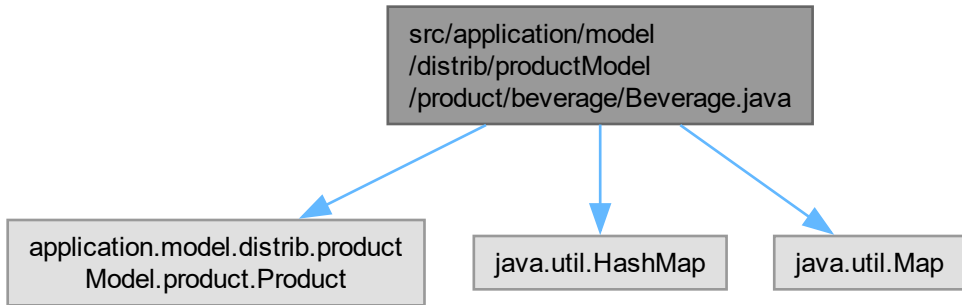 src/application/model
/distrib/productModel
/product/beverage/Beverage.java
application.model.distrib.product
Model.product.Product
java.util.HashMap
java.util.Map